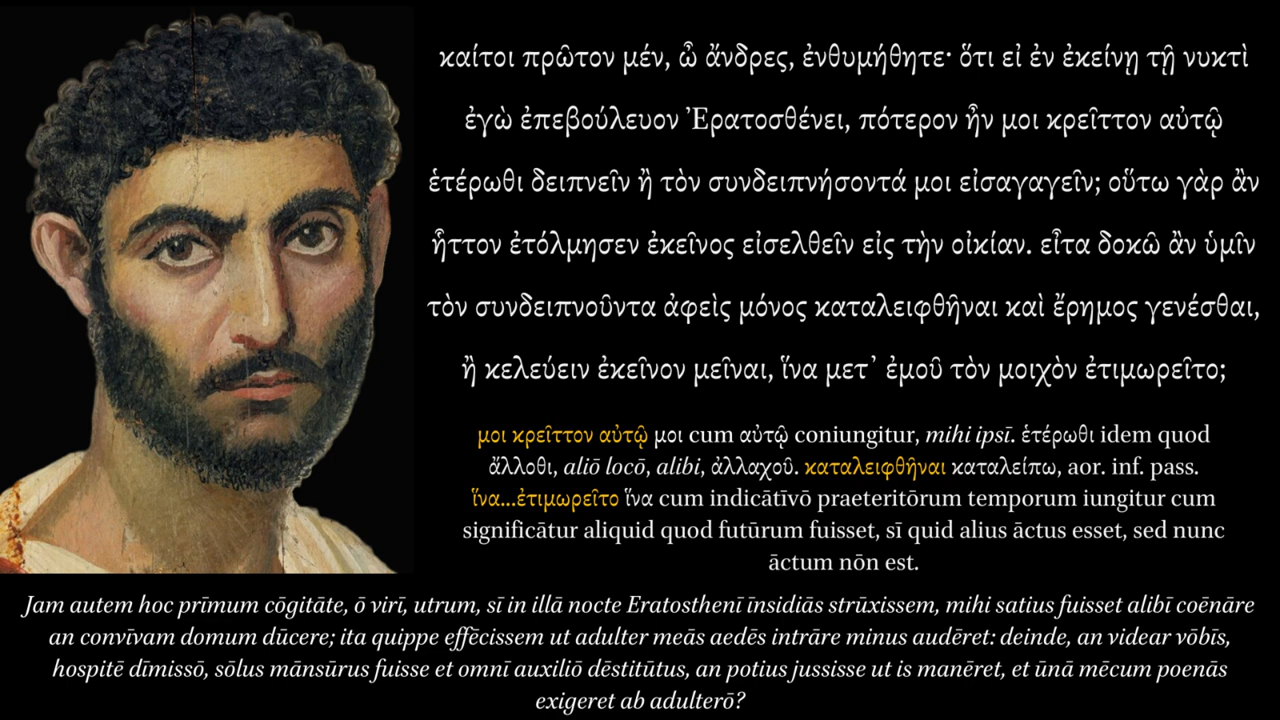 καίτοι πρῶτον μέν, ὦ ἄνδρες, ἐνθυμήθητε· ὅτι εἰ ἐν ἐκείνῃ τῇ νυκτὶ
ἐγὼ ἐπεβούλευον Ἐρατοσθένει, πότερον ἦν μοι κρεῖττον αὐτῷ
ἑτέρωθι δειπνεῖν ἢ τὸν συνδειπνήσοντά μοι εἰσαγαγεῖν; οὕτω γὰρ ἂν
ἧττον ἐτόλμησεν ἐκεῖνος εἰσελθεῖν εἰς τὴν οἰκίαν. εἶτα δοκῶ ἂν ὑμῖν
τὸν συνδειπνοῦντα ἀφεὶς μόνος καταλειφθῆναι καὶ ἔρημος γενέσθαι,
ἢ κελεύειν ἐκεῖνον μεῖναι, ἵνα μετ᾽ ἐμοῦ τὸν μοιχὸν ἐτιμωρεῖτο;
μοι κρεῖττον αὐτῷ μοι cum αὐτῷ coniungitur, mihi ipsī. ἑτέρωθι idem quod
ἄλλοθι, aliō locō, alibi, ἀλλαχοῦ. καταλειφθῆναι καταλείπω, aor. inf. pass.
ἵνα...ἐτιμωρεῖτο ἵνα cum indicātīvō praeteritōrum temporum iungitur cum
significātur aliquid quod futūrum fuisset, sī quid alius āctus esset, sed nunc
āctum nōn est.
Jam autem hoc prīmum cōgitāte, ō virī, utrum, sī in illā nocte Eratosthenī īnsidiās strūxissem, mihi satius fuisset alibī coēnāre
an convīvam domum dūcere; ita quippe effēcissem ut adulter meās aedēs intrāre minus audēret: deinde, an videar vōbīs,
hospitē dīmissō, sōlus mānsūrus fuisse et omnī auxiliō dēstitūtus, an potius jussisse ut is manēret, et ūnā mēcum poenās
exigeret ab adulterō?